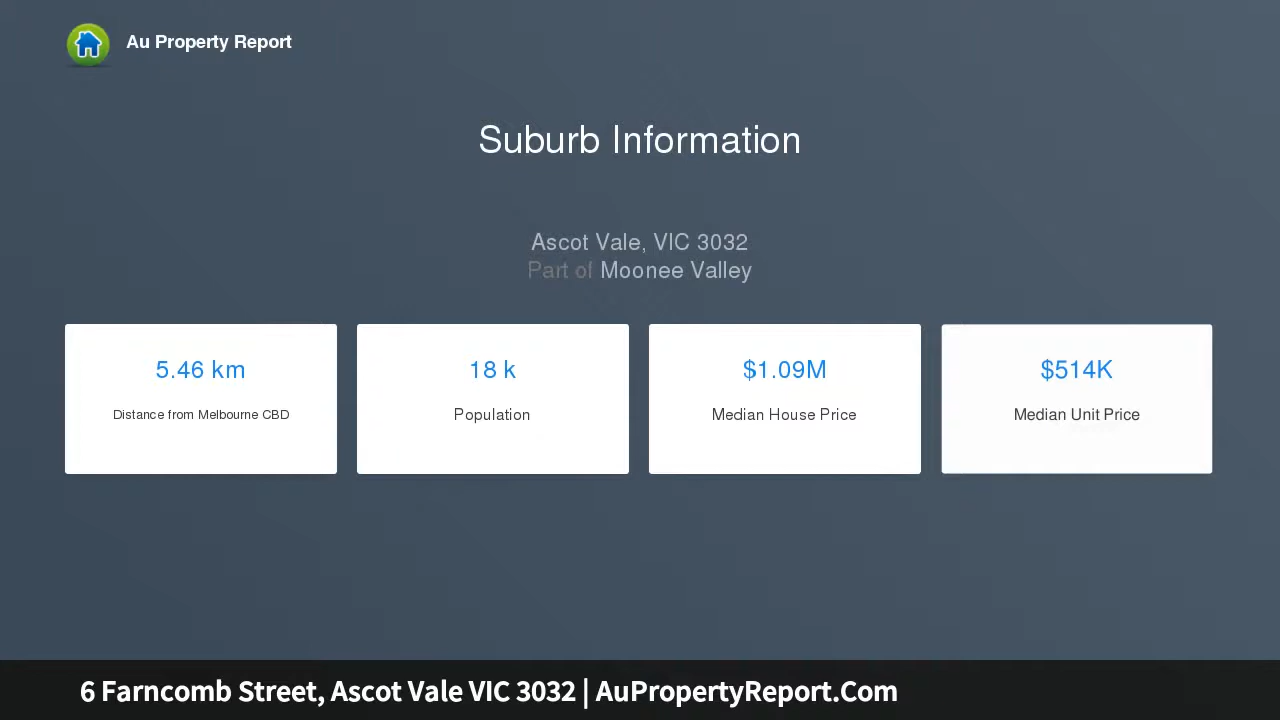 Au Property Report
Suburb Information
Ascot Vale, VIC 3032
Part of Moonee Valley
5.46 km
Distance from Melbourne CBD
18 k
Population
$1.09M
Median House Price
$514K
Median Unit Price
6 Farncomb Street, Ascot Vale VIC 3032 | AuPropertyReport.Com